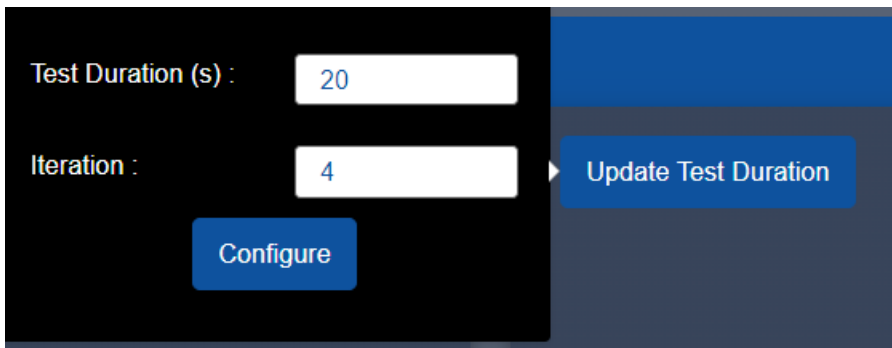 Test Duration (s) : 20
Iteration : 4
Update Test Duration
Configure